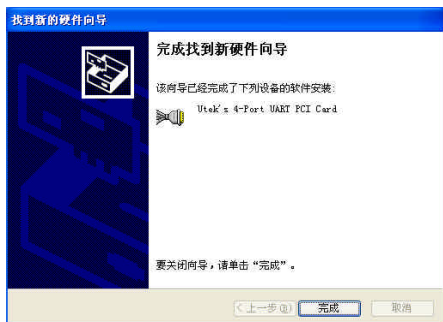 找到新的硬件向导
完成找到新硬件向导
该向导已经完成了下列设备的软件安装:
Utek's 4-Port UART PCI Card
要关闭向导，请单击“完成”。
<上一步(B) 完成 取消